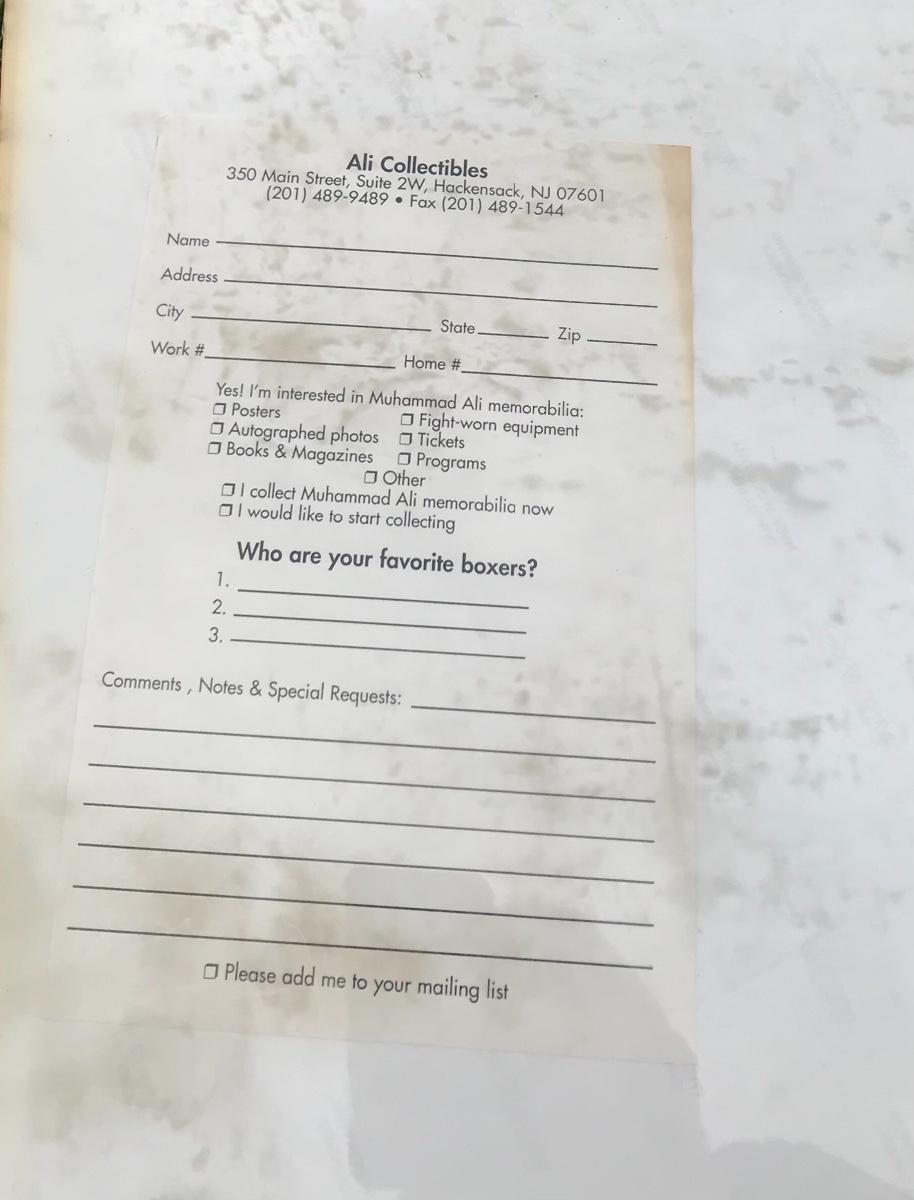 Ali Collectibles
350 Main Street, Suite 2W, Hackensack, NJ 07601
(201) 489-9489 • Fax (201) 489-1544
Name
Address
City State Zip
Work # Home #
Yes! I'm interested in Muhammad Ali memorabilia:
❒ Posters ❒ Fight-worn equipment
❒ Autographed photos ❒ Tickets
❒ Books & Magazines ❒ Programs
❒ Other
❒ I collect Muhammad Ali memorabilia now
❒ I would like to start collecting
Who are your favorite boxers?
1.
2.
3.
Comments , Notes & Special Requests:
❒ Please add me to your mailing list